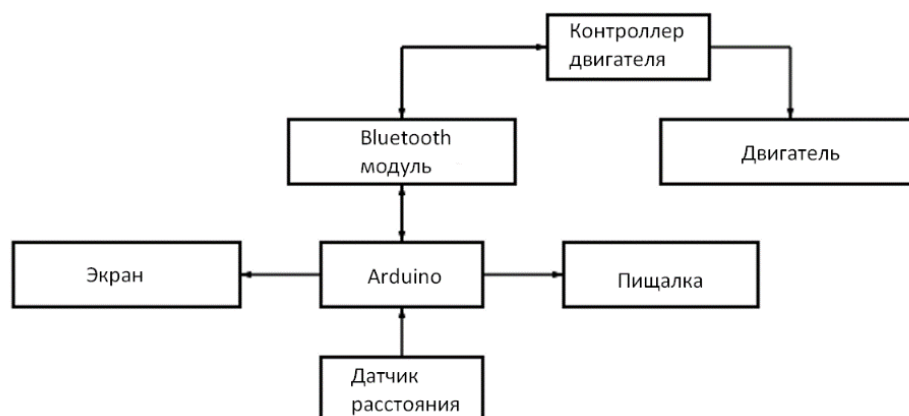 Контроллер
двигателя
Bluetooth
модуль
Двигатель
Экран
Arduino
Пищалка
Датчик
расстояния